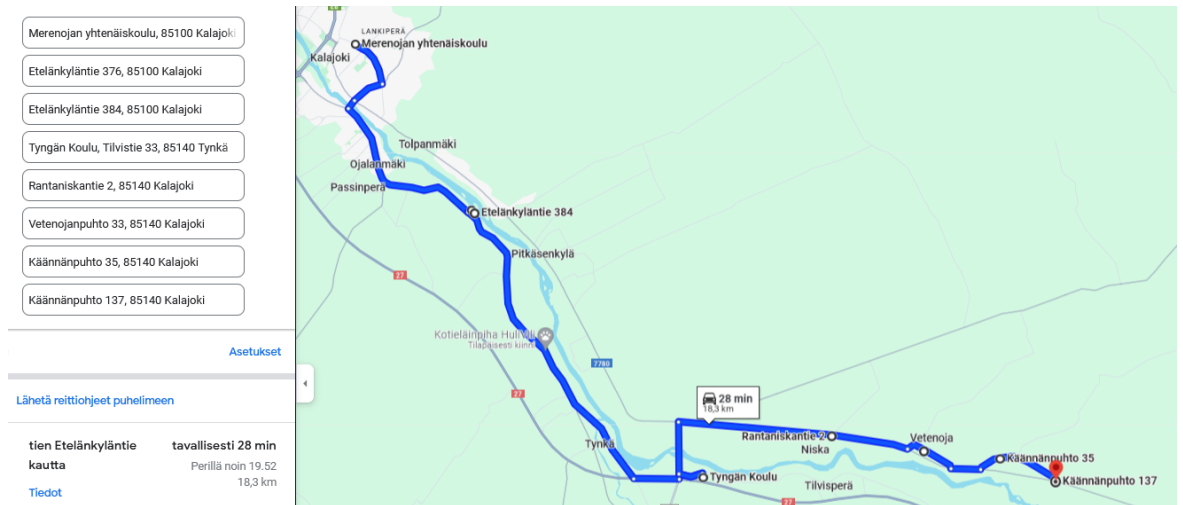 Merenojan yhtenäiskoulu, 85100 Kalajoki
Etelänkyläntie 376, 85100 Kalajoki
Etelänkyläntie 384, 85100 Kalajoki
Tyngän Koulu, Tilvistie 33, 85140 Tynkä
Rantaniskantie 2, 85140 Kalajoki
Vetenojanpuhto 33, 85140 Kalajoki
Käännänpuhto 35, 85140 Kalajoki
Käännänpuhto 137, 85140 Kalajoki
Asetukset
Lähetä reittiohjeet puhelimeen
tien Etelänkyläntie
kautta
tavallisesti 28 min
Perillä noin 19.52
18,3 km
Tiedot
LANKIPERÄ
Merenojan yhtenäiskoulu
Kalajoki
Tolpanmäki
Ojalanmäki
Passinperä
Etelänkyläntie 384
Pitkäsenkylä
27
Kotieläinpiha Hulivili
Tilapäisesti kiinni
7780
27
28 min
18,3 km
Rantaniskantie 2
Niska
Vetenoja
Tynkä
Käännänpuhto 35
Tyngän Koulu
Tilvisperä
Käännänpuhto 137
27